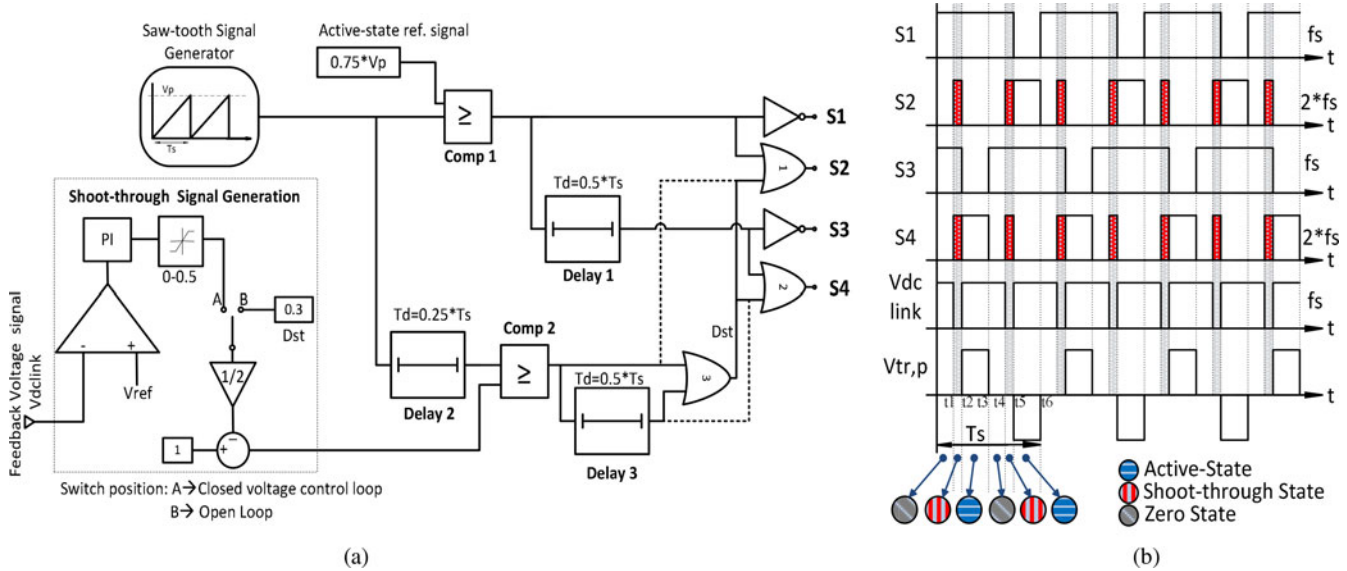 Saw-tooth Signal
Generator
Vp
Ts
Active-state ref. signal
0.75*Vp
≥
Comp 1
S1
1
S2
Td=0.5*Ts
Delay 1
S3
2
S4
Shoot-through Signal Generation
PI
0-0.5
A
B
0.3
Dst
- +
Vref
1/2
1
+
−
Feedback Voltage signal
Vdclink
Td=0.25*Ts
Delay 2
Comp 2
≥
Td=0.5*Ts
Delay 3
3
Dst
Switch position: A→Closed voltage control loop
B→ Open Loop
(a)
S1
fs
t
S2
2*fs
t
S3
fs
t
S4
2*fs
t
Vdc
link
fs
t
Vtr,p
t
t1 t2 t3 t4 t5 t6
Ts
Active-State
Shoot-through State
Zero State
(b)